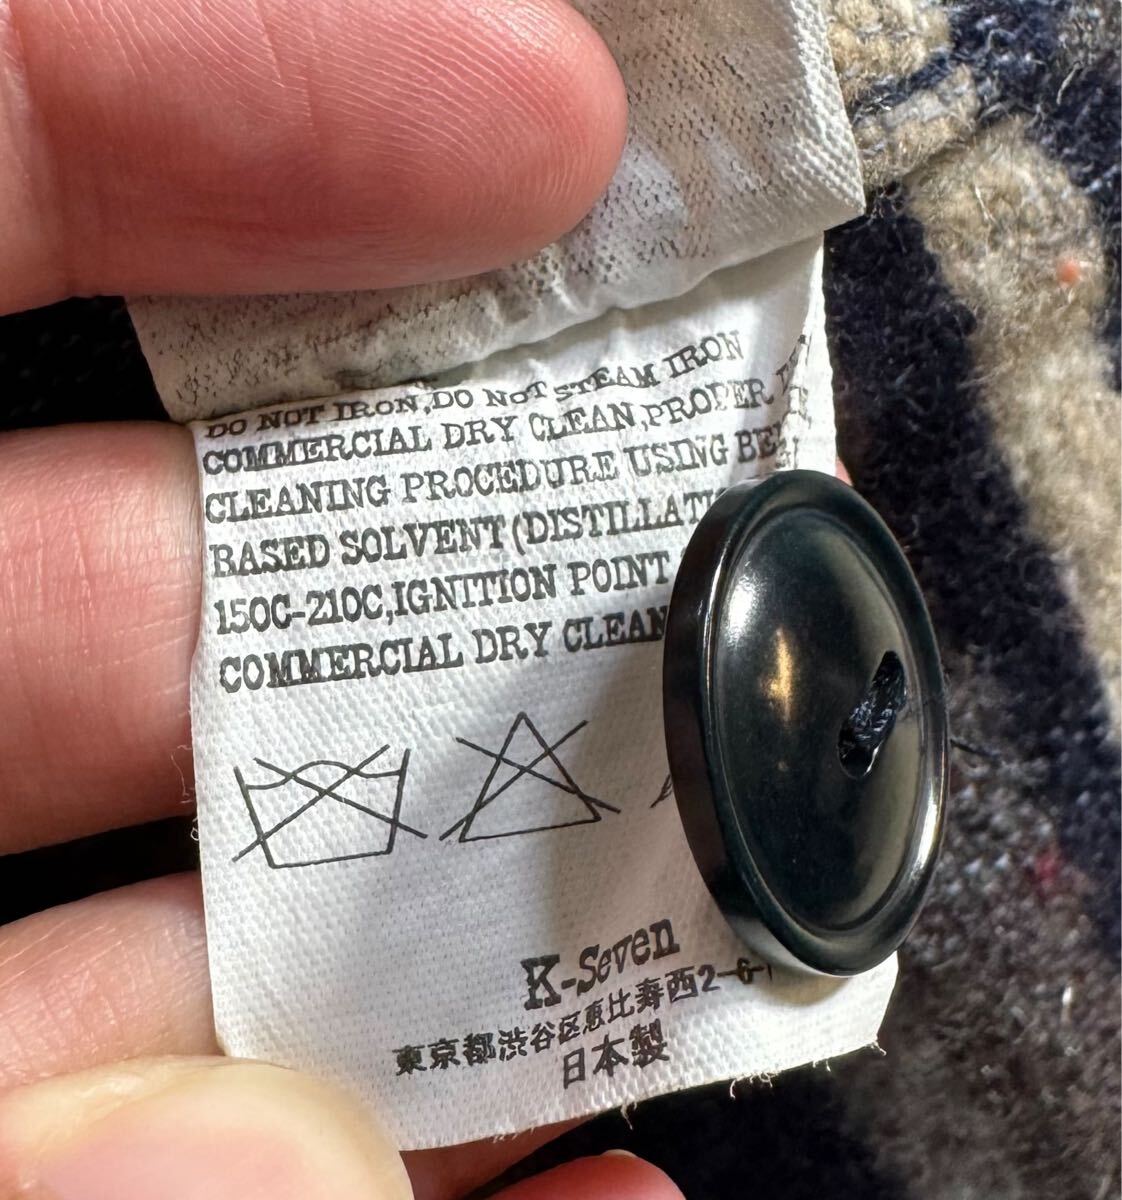 DO NOT IRON,DO NOT STEAM IRON
COMMERCIAL DRY CLEAN,PROPER
CLEANING PROCEDURE USING
BASED SOLVENT (DISTILLATI
150C-210C,IGNITION POINT
COMMERCIAL DRY CLEAN
K-Seven
東京都渋谷区恵比寿西2-6-1
日本製